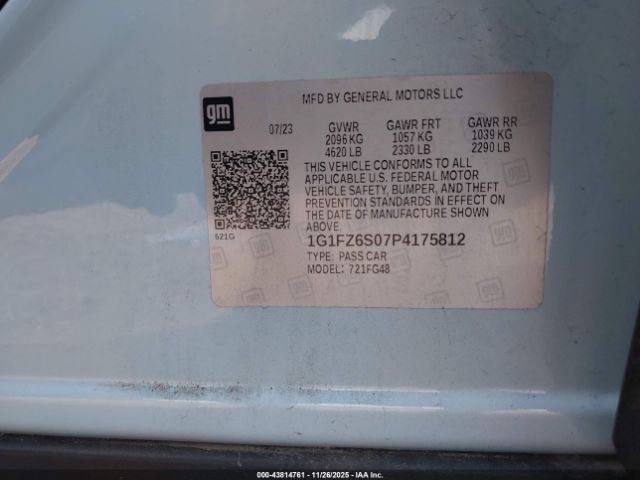 MFD BY GENERAL MOTORS LLC
gm
07/23 GVWR GAWR FRT GAWR RR
2096 KG 1057 KG 1039 KG
4620 LB 2330 LB 2290 LB
THIS VEHICLE CONFORMS TO ALL
APPLICABLE U.S. FEDERAL MOTOR
VEHICLE SAFETY, BUMPER, AND THEFT
PREVENTION STANDARDS IN EFFECT ON
THE DATE OF MANUFACTURE SHOWN
ABOVE.
521G
1G1FZ6S07P4175812
TYPE: PASS CAR
MODEL: 721FG48
000-43814761 - 11/26/2025 - IAA Inc.